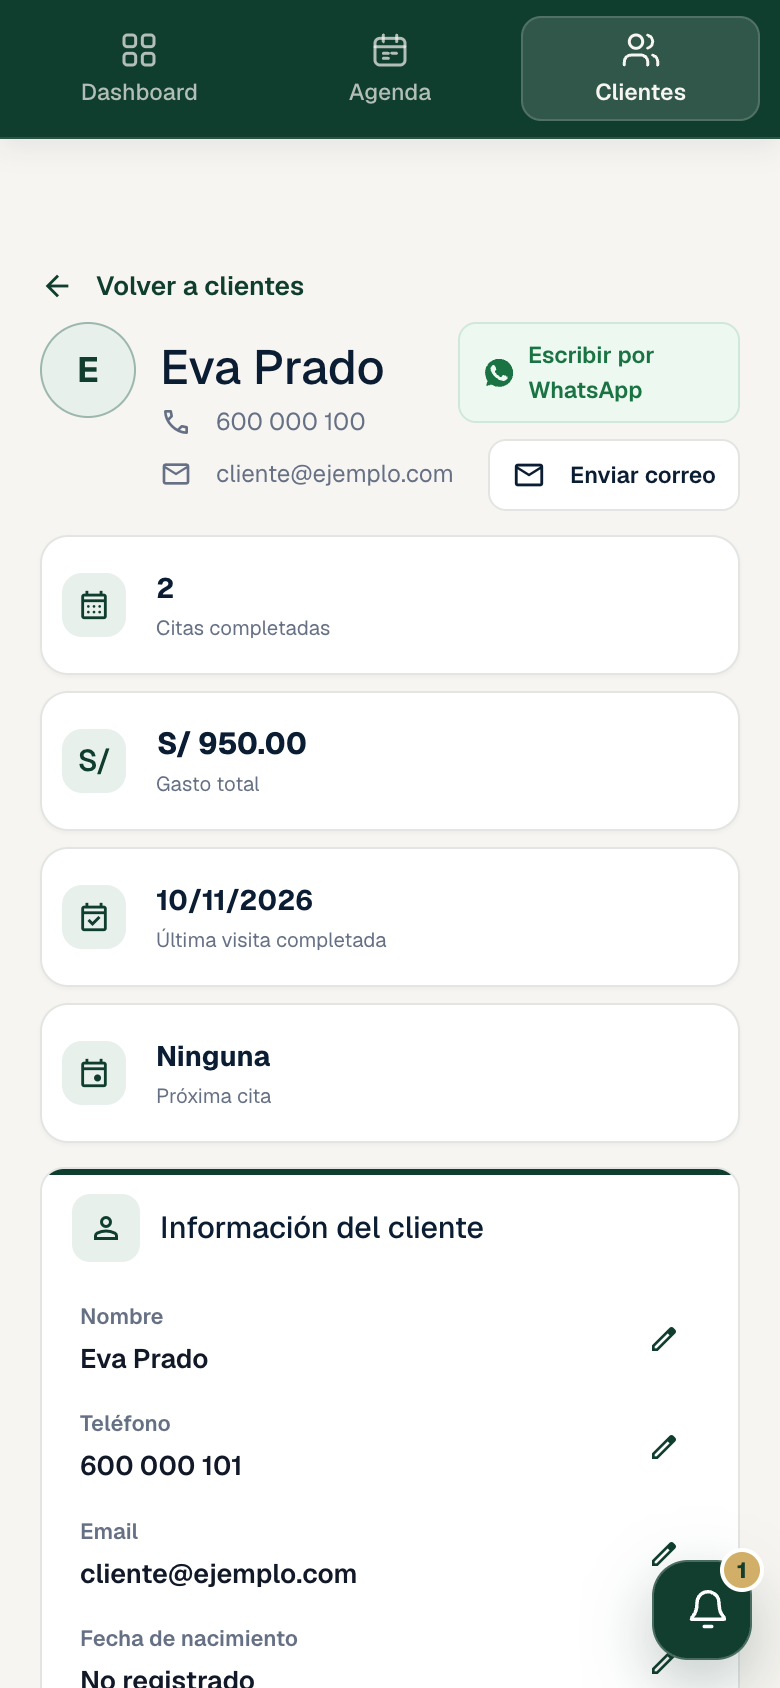 Dashboard
Agenda
Clientes
Volver a clientes
E
Eva Prado
600 000 100
cliente@ejemplo.com
Escribir por
WhatsApp
Enviar correo
2
Citas completadas
S/
S/ 950.00
Gasto total
10/11/2026
Última visita completada
Ninguna
Próxima cita
Información del cliente
Nombre
Eva Prado
Teléfono
600 000 101
Email
cliente@ejemplo.com
1
Fecha de nacimiento
No registrado